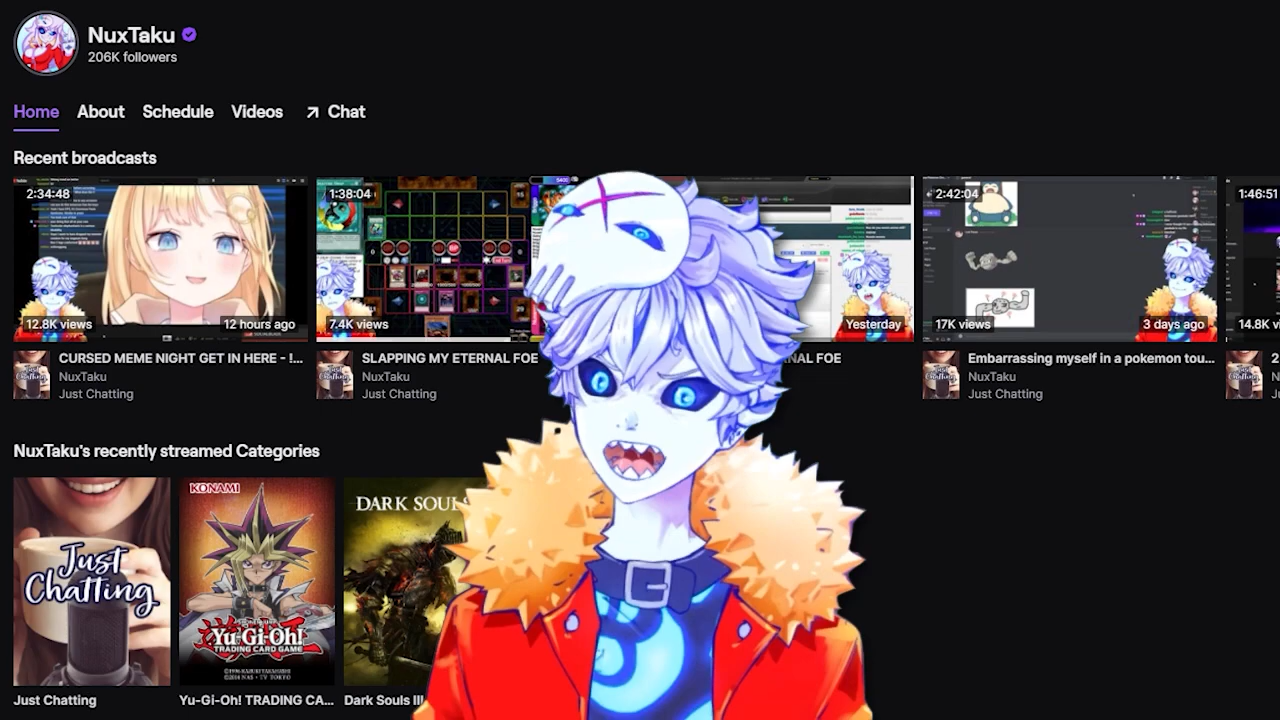 NuxTaku
206K followers
Home About Schedule Videos Chat
Recent broadcasts
2:34:48
12.8K views
12 hours ago
CURSED MEME NIGHT GET IN HERE - !...
NuxTaku
Just Chatting
1:38:04
7.4K views
SLAPPING MY ETERNAL FOE
NuxTaku
Just Chatting
Yesterday
NAL FOE
2:42:04
17K views
3 days ago
Embarrassing myself in a pokemon tou...
NuxTaku
Just Chatting
1:46:51
14.8K v
NuxTaku's recently streamed Categories
Just
Chatting
KONAMI
Yu-Gi-Oh!
TRADING CARD GAME
DARK SOULS
Just Chatting
Yu-Gi-Oh! TRADING CA...
Dark Souls III